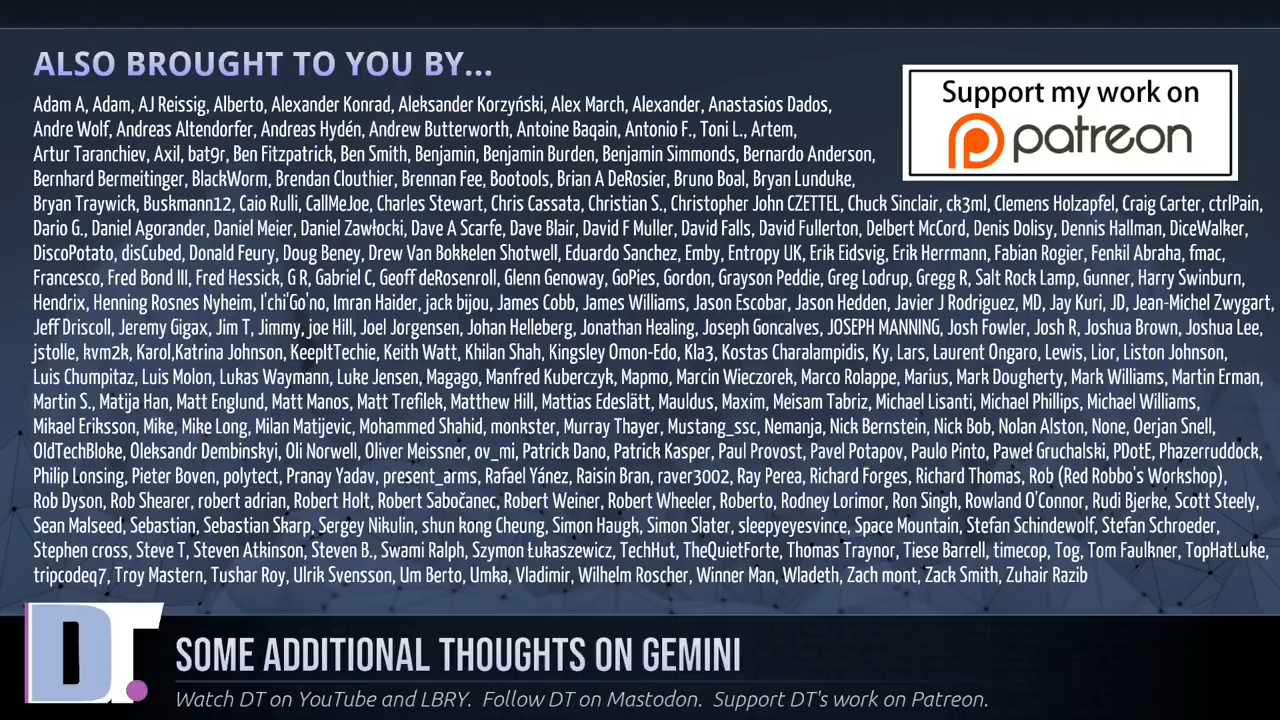 ALSO BROUGHT TO YOU BY...
Support my work on
patreon
Adam A, Adam, AJ Reissig, Alberto, Alexander Konrad, Aleksander Korzyński, Alex March, Alexander, Anastasios Dados,
Andre Wolf, Andreas Altendorfer, Andreas Hydén, Andrew Butterworth, Antoine Baqain, Antonio F., Toni L., Artem,
Artur Taranchiev, Axil, bat9r, Ben Fitzpatrick, Ben Smith, Benjamin, Benjamin Burden, Benjamin Simmonds, Bernardo Anderson,
Bernhard Bermeitinger, BlackWorm, Brendan Clouthier, Brennan Fee, Bootools, Brian A DeRosier, Bruno Boal, Bryan Lunduke,
Bryan Traywick, Buskmann12, Caio Rulli, CallMeJoe, Charles Stewart, Chris Cassata, Christian S., Christopher John CZETTEL, Chuck Sinclair, ck3ml, Clemens Holzapfel, Craig Carter, ctrlPain,
Dario G., Daniel Agorander, Daniel Meier, Daniel Zawłocki, Dave A Scarfe, Dave Blair, David F Muller, David Falls, David Fullerton, Delbert McCord, Denis Dolisy, Dennis Hallman, DiceWalker,
DiscoPotato, disCubed, Donald Feury, Doug Beney, Drew Van Bokkelen Shotwell, Eduardo Sanchez, Emby, Entropy UK, Erik Eidsvig, Erik Herrmann, Fabian Rogier, Fenkil Abraha, fmac,
Francesco, Fred Bond III, Fred Hessick, G R, Gabriel C, Geoff deRosenroll, Glenn Genoway, GoPies, Gordon, Grayson Peddie, Greg Lodrup, Gregg R, Salt Rock Lamp, Gunner, Harry Swinburn,
Hendrix, Henning Rosnes Nyheim, I'chi'Go'no, Imran Haider, jack bijou, James Cobb, James Williams, Jason Escobar, Jason Hedden, Javier J Rodriguez, MD, Jay Kuri, JD, Jean-Michel Zwygart,
Jeff Driscoll, Jeremy Gigax, Jim T, Jimmy, joe Hill, Joel Jorgensen, Johan Helleberg, Jonathan Healing, Joseph Goncalves, JOSEPH MANNING, Josh Fowler, Josh R, Joshua Brown, Joshua Lee,
jstolle, kvm2k, Karol,Katrina Johnson, KeepItTechie, Keith Watt, Khilan Shah, Kingsley Omon-Edo, Kla3, Kostas Charalampidis, Ky, Lars, Laurent Ongaro, Lewis, Lior, Liston Johnson,
Luis Chumpitaz, Luis Molon, Lukas Waymann, Luke Jensen, Magago, Manfred Kuberczyk, Mapmo, Marcin Wieczorek, Marco Rolappe, Marius, Mark Dougherty, Mark Williams, Martin Erman,
Martin S., Matija Han, Matt Englund, Matt Manos, Matt Trefilek, Matthew Hill, Mattias Edeslätt, Mauldus, Maxim, Meisam Tabriz, Michael Lisanti, Michael Phillips, Michael Williams,
Mikael Eriksson, Mike, Mike Long, Milan Matijevic, Mohammed Shahid, monkster, Murray Thayer, Mustang_ssc, Nemanja, Nick Bernstein, Nick Bob, Nolan Alston, None, Oerjan Snell,
OldTechBloke, Oleksandr Dembinskyi, Oli Norwell, Oliver Meissner, ov_mi, Patrick Dano, Patrick Kasper, Paul Provost, Pavel Potapov, Paulo Pinto, Paweł Gruchalski, PDotE, Phazerruddock,
Philip Lonsing, Pieter Boven, polytect, Pranay Yadav, present_arms, Rafael Yánez, Raisin Bran, raver3002, Ray Perea, Richard Forges, Richard Thomas, Rob (Red Robbo's Workshop),
Rob Dyson, Rob Shearer, robert adrian, Robert Holt, Robert Sabočanec, Robert Weiner, Robert Wheeler, Roberto, Rodney Lorimor, Ron Singh, Rowland O'Connor, Rudi Bjerke, Scott Steely,
Sean Malseed, Sebastian, Sebastian Skarp, Sergey Nikulin, shun kong Cheung, Simon Haugk, Simon Slater, sleepyeyesvince, Space Mountain, Stefan Schindewolf, Stefan Schroeder,
Stephen cross, Steve T, Steven Atkinson, Steven B., Swami Ralph, Szymon Łukaszewicz, TechHut, TheQuietForte, Thomas Traynor, Tiese Barrell, timecop, Tog, Tom Faulkner, TopHatLuke,
tripcodeq7, Troy Mastern, Tushar Roy, Ulrik Svensson, Um Berto, Umka, Vladimir, Wilhelm Roscher, Winner Man, Wladeth, Zach mont, Zack Smith, Zuhair Razib
DT.
SOME ADDITIONAL THOUGHTS ON GEMINI
Watch DT on YouTube and LBRY. Follow DT on Mastodon. Support DT's work on Patreon.